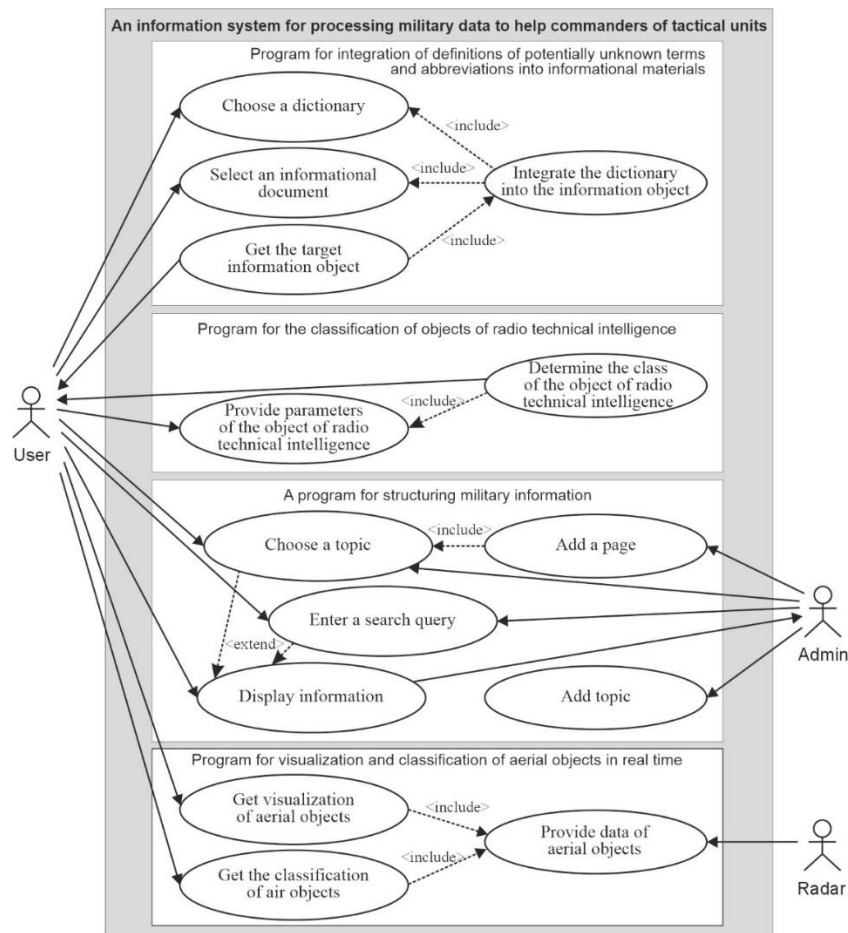 An information system for processing military data to help commanders of tactical units
Program for integration of definitions of potentially unknown terms
and abbreviations into informational materials
Choose a dictionary
<include>
Select an informational
document
<include>
Integrate the dictionary
into the information object
Get the target
information object
<include>
Program for the classification of objects of radio technical intelligence
Determine the class
of the object of radio
technical intelligence
<include>
Provide parameters
of the object of radio
technical intelligence
User
A program for structuring military information
Choose a topic
<include>
Add a page
Enter a search query
<extend>
Admin
Display information
Add topic
Program for visualization and classification of aerial objects in real time
Get visualization
of aerial objects
<include>
Provide data of
aerial objects
Get the classification
of air objects
<include>
Radar